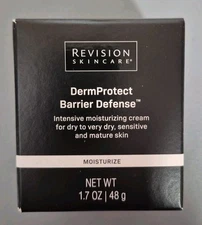 REVISION
SKINCARE®
DermProtect
Barrier Defense™
Intensive moisturizing cream
for dry to very dry, sensitive
and mature skin
MOISTURIZE
NET WT
1.7 OZ | 48 g